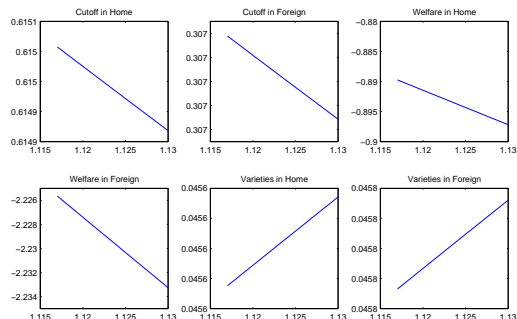 Cutoff in Home
0.6151
0.615
0.615
0.6149
0.6149
1.115 1.12 1.125 1.13
Cutoff in Foreign
0.307
0.307
0.307
0.307
1.115 1.12 1.125 1.13
Welfare in Home
−0.88
−0.885
−0.89
−0.895
−0.9
1.115 1.12 1.125 1.13
Welfare in Foreign
−2.226
−2.228
−2.23
−2.232
−2.234
1.115 1.12 1.125 1.13
Varieties in Home
0.0456
0.0456
0.0456
0.0456
0.0456
1.115 1.12 1.125 1.13
Varieties in Foreign
0.0458
0.0458
0.0458
0.0458
0.0458
1.115 1.12 1.125 1.13